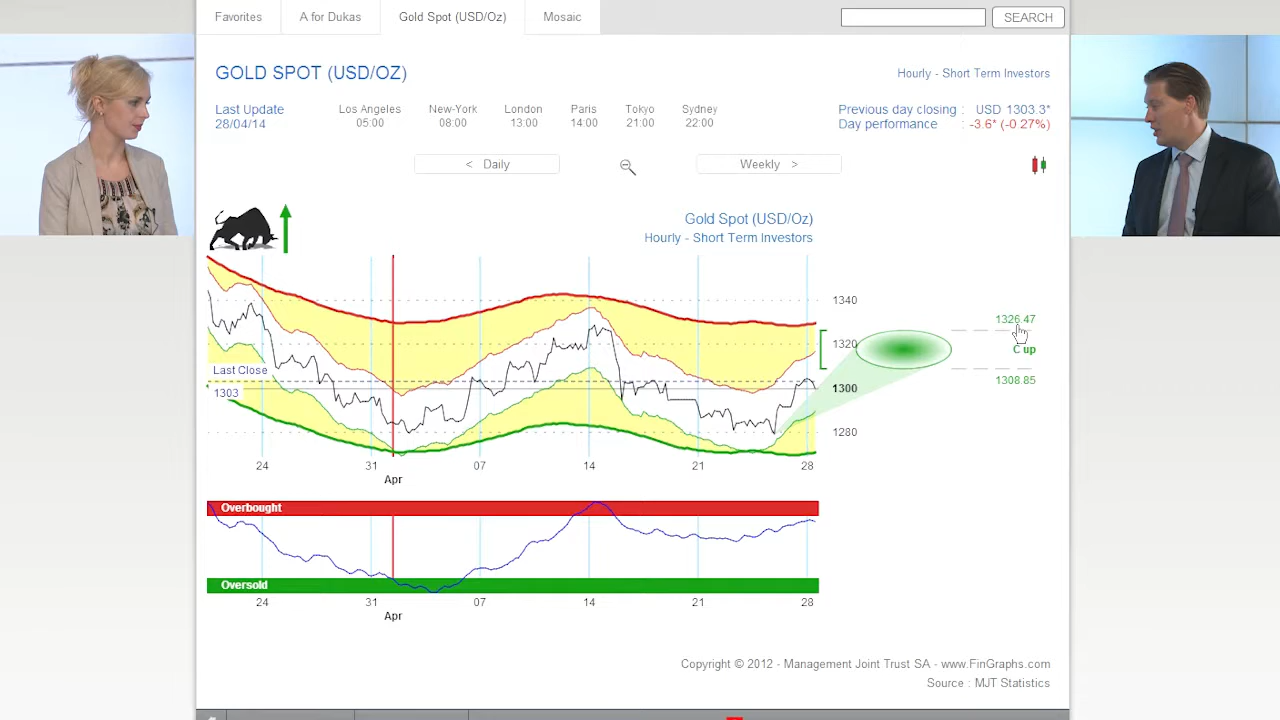 Favorites
A for Dukas
Gold Spot (USD/Oz)
Mosaic
SEARCH
GOLD SPOT (USD/OZ)
Hourly - Short Term Investors
Last Update
28/04/14
Los Angeles
05:00
New-York
08:00
London
13:00
Paris
14:00
Tokyo
21:00
Sydney
22:00
Previous day closing : USD 1303.3*
Day performance : -3.6* (-0.27%)
< Daily
Weekly >
Gold Spot (USD/Oz)
Hourly - Short Term Investors
1340
1320
1300
1280
1326.47
C up
1308.85
Last Close
1303
24 31 07 14 21 28
Apr
Overbought
Oversold
24 31 07 14 21 28
Apr
Copyright © 2012 - Management Joint Trust SA - www.FinGraphs.com
Source : MJT Statistics